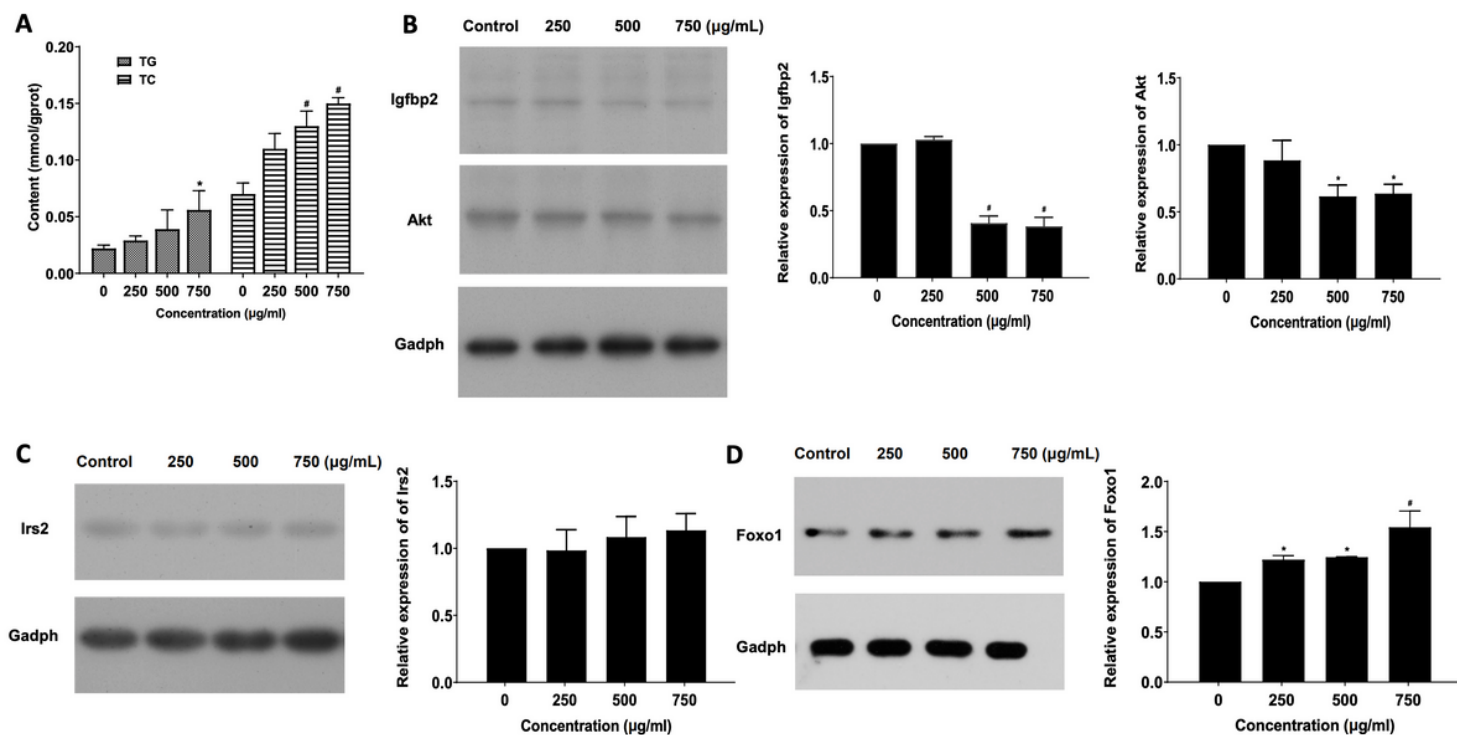 A
Content (mmol/gprot)
0.20
0.15
0.10
0.05
0.00
TG
TC
*
#
#
0 250 500 750 0 250 500 750
Concentration (μg/ml)
B
Control 250 500 750 (μg/mL)
Igfbp2
Akt
Gadph
Relative expression of Igfbp2
1.5
1.0
0.5
0.0
#
#
0 250 500 750
Concentration (μg/ml)
Relative expression of Akt
1.5
1.0
0.5
0.0
*
*
0 250 500 750
Concentration (μg/ml)
C
Control 250 500 750 (μg/mL)
Irs2
Gadph
Relative expression of of Irs2
1.5
1.0
0.5
0.0
0 250 500 750
Concentration (μg/ml)
D
Control 250 500 750 (μg/mL)
Foxo1
Gadph
Relative expression of Foxo1
2.0
1.5
1.0
0.5
0.0
*
*
#
0 250 500 750
Concentration (μg/ml)